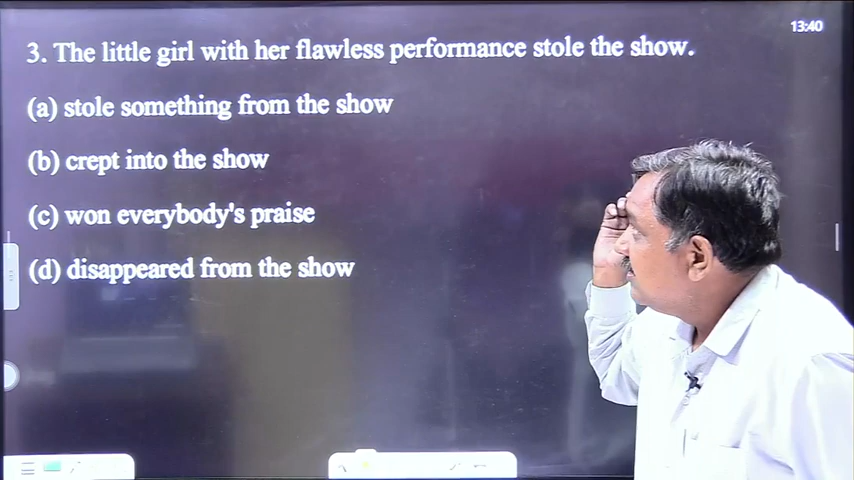 13:40
3. The little girl with her flawless performance stole the show.
(a) stole something from the show
(b) crept into the show
(c) won everybody's praise
(d) disappeared from the show